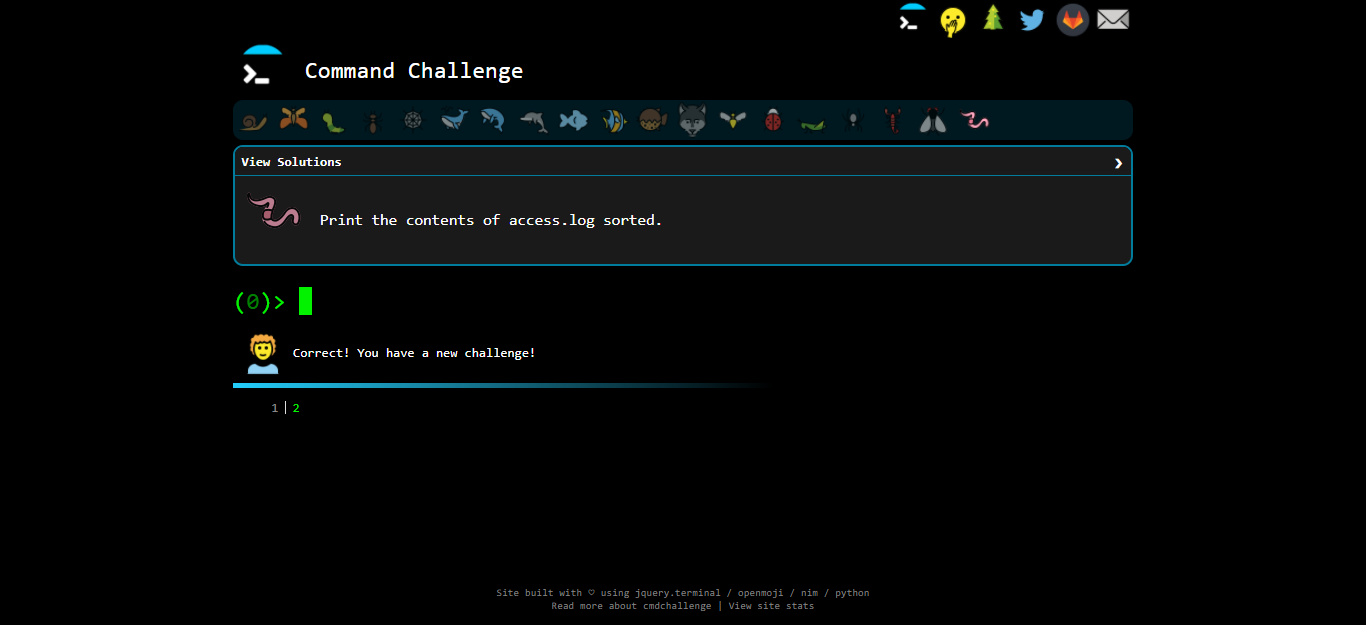 Command Challenge
View Solutions
Print the contents of access.log sorted.
(0)>
Correct! You have a new challenge!
1 | 2
Site built with ♡ using jquery.terminal / openmoji / nim / python
Read more about cmdchallenge | View site stats